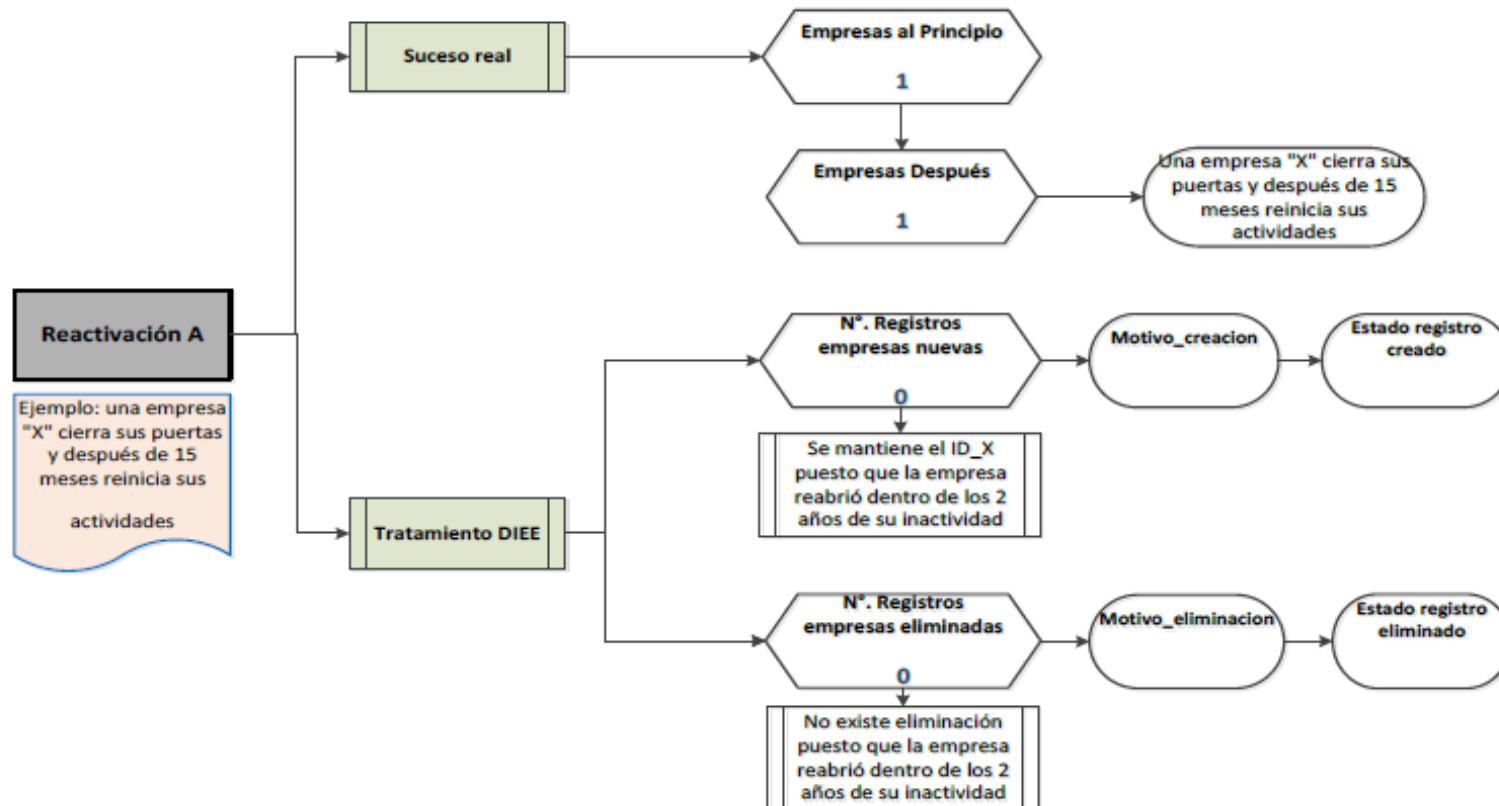 Suceso real
Empresas al Principio
1
Empresas Después
1
Una empresa "X" cierra sus
puertas y después de 15
meses reinicia sus
actividades
Reactivación A
Ejemplo: una empresa
"X" cierra sus puertas
y después de 15
meses reinicia sus
actividades
Tratamiento DIEE
N°. Registros
empresas nuevas
0
Motivo_creacion
Estado registro
creado
Se mantiene el ID_X
puesto que la empresa
reabrió dentro de los 2
años de su inactividad
N°. Registros
empresas eliminadas
0
Motivo_eliminacion
Estado registro
eliminado
No existe eliminación
puesto que la empresa
reabrió dentro de los 2
años de su inactividad